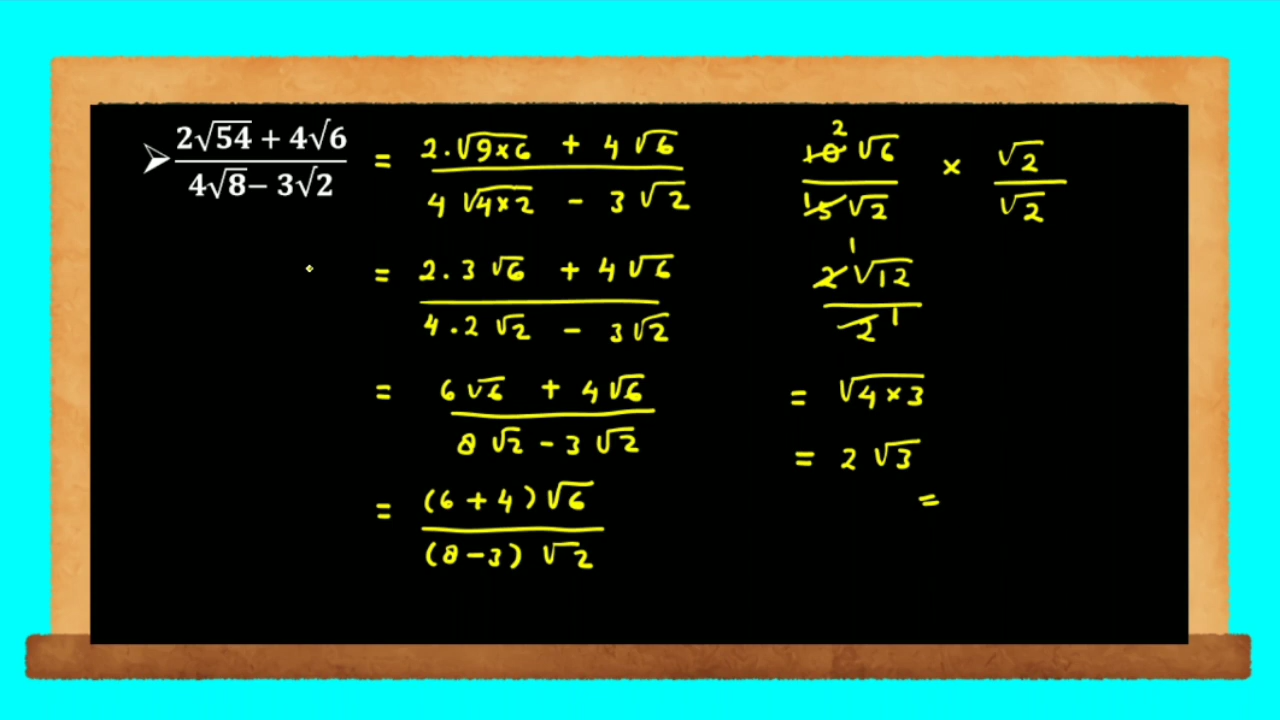 ➢ (2√54 + 4√6)/(4√8− 3√2) = (2.√(9×6) + 4√6)/(4√(4×2) − 3√2)
= (2.3√6 + 4√6)/(4.2√2 − 3√2)
= (6√6 + 4√6)/(8√2 − 3√2)
= ((6+4)√6)/((8−3)√2)
2
10√6/15√2 × √2/√2
1
1
2√12/2
1
= √(4×3)
= 2√3
=